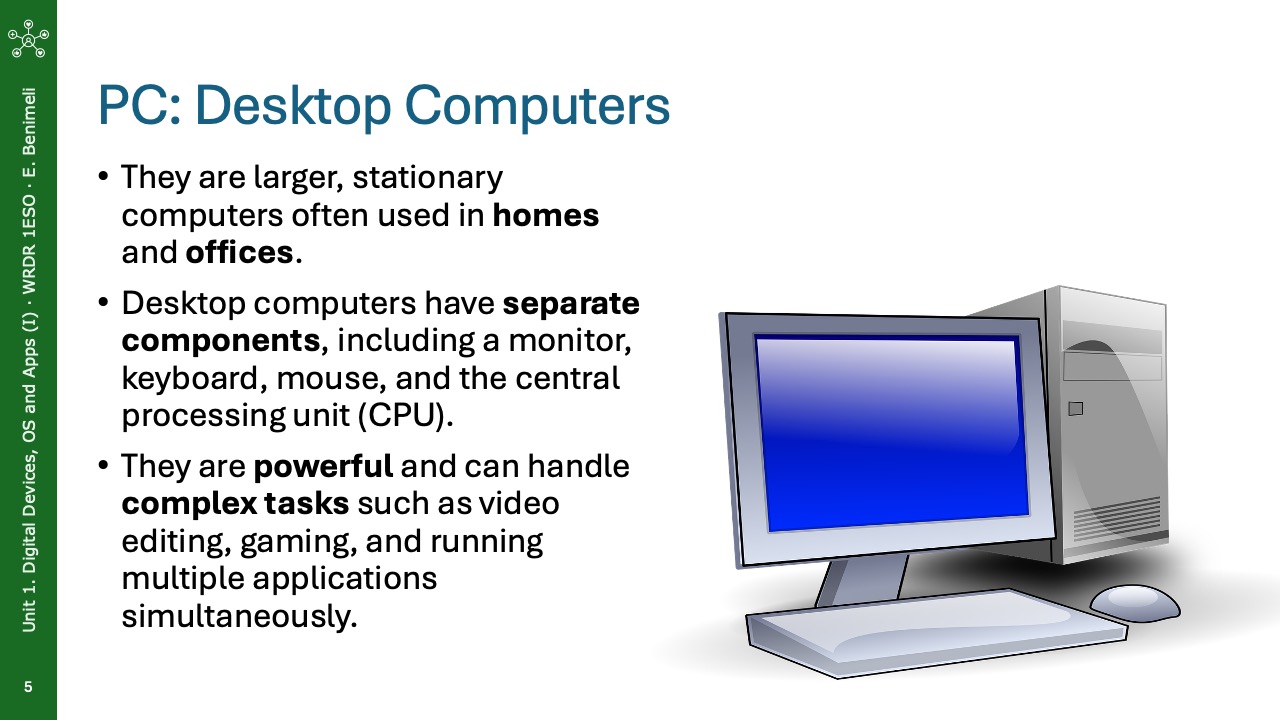 Unit 1. Digital Devices, OS and Apps (I) · WRDR 1ESO · E. Benimeli
5
PC: Desktop Computers
• They are larger, stationary
computers often used in homes
and offices.
• Desktop computers have separate
components, including a monitor,
keyboard, mouse, and the central
processing unit (CPU).
• They are powerful and can handle
complex tasks such as video
editing, gaming, and running
multiple applications
simultaneously.